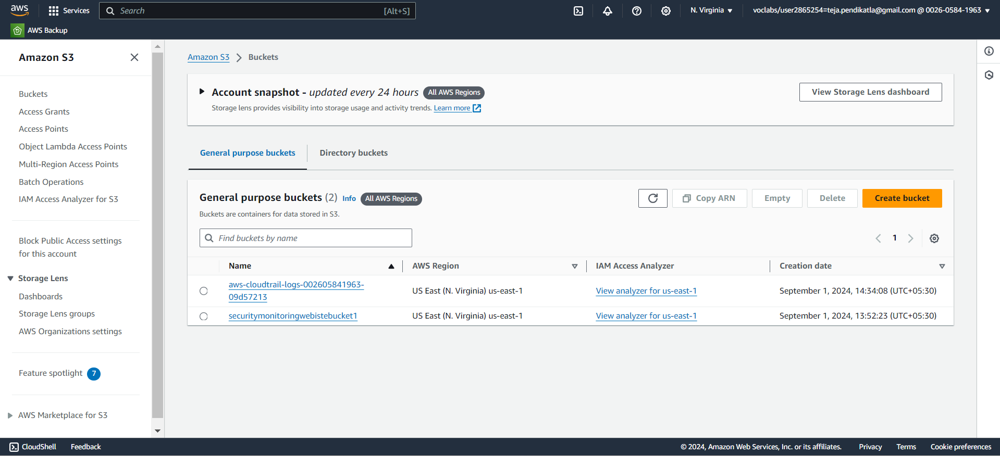 aws
Services
Search [Alt+S]
N. Virginia
voclabs/user2865254=teja.pendikatla@gmail.com @ 0026-0584-1963
AWS Backup
Amazon S3
Buckets
Access Grants
Access Points
Object Lambda Access Points
Multi-Region Access Points
Batch Operations
IAM Access Analyzer for S3
Block Public Access settings
for this account
Storage Lens
Dashboards
Storage Lens groups
AWS Organizations settings
Feature spotlight 7
AWS Marketplace for S3
Amazon S3 Buckets
Account snapshot - updated every 24 hours All AWS Regions
View Storage Lens dashboard
Storage lens provides visibility into storage usage and activity trends. Learn more
General purpose buckets Directory buckets
General purpose buckets (2) Info All AWS Regions
Copy ARN Empty Delete Create bucket
Buckets are containers for data stored in S3.
Find buckets by name
1
Name AWS Region IAM Access Analyzer Creation date
aws-cloudtrail-logs-002605841963-
09d57213
US East (N. Virginia) us-east-1 View analyzer for us-east-1 September 1, 2024, 14:34:08 (UTC+05:30)
securitymonitoringwebistebucket1 US East (N. Virginia) us-east-1 View analyzer for us-east-1 September 1, 2024, 13:52:23 (UTC+05:30)
CloudShell Feedback © 2024, Amazon Web Services, Inc. or its affiliates. Privacy Terms Cookie preferences